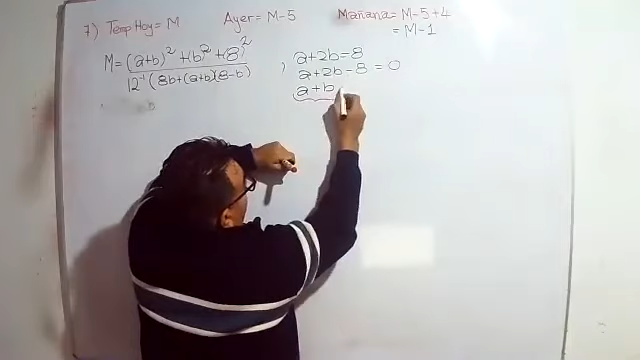 7) Temp Hoy = M Ayer = M-5 Mañana = M-5+4
= M-1
M = (a+b)² + (b² + 8)²
12⁻¹ (8b+(a+b)(8-b)
a+2b=8
a+2b-8=0
a+b